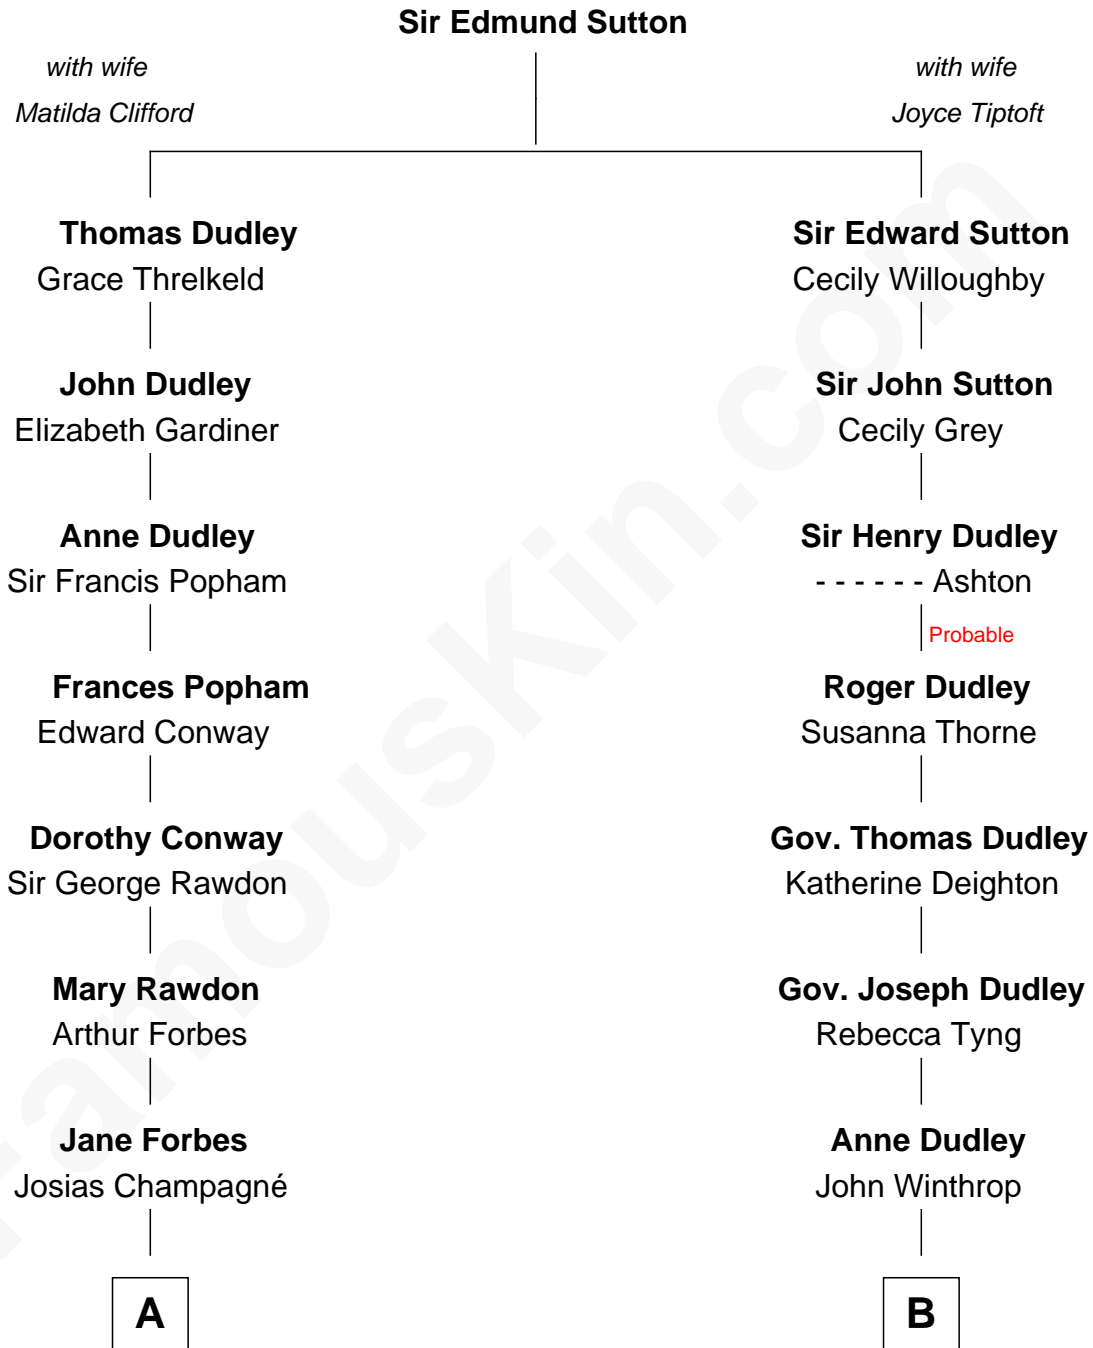 Sir Edmund Sutton
with wife
Matilda Clifford
with wife
Joyce Tiptoft
Thomas Dudley
Grace Threlkeld
Sir Edward Sutton
Cecily Willoughby
John Dudley
Elizabeth Gardiner
Sir John Sutton
Cecily Grey
Anne Dudley
Sir Francis Popham
Sir Henry Dudley
- - - - - - Ashton
Probable
Frances Popham
Edward Conway
Roger Dudley
Susanna Thorne
Dorothy Conway
Sir George Rawdon
Gov. Thomas Dudley
Katherine Deighton
Mary Rawdon
Arthur Forbes
Gov. Joseph Dudley
Rebecca Tyng
Jane Forbes
Josias Champagné
Anne Dudley
John Winthrop
A
B
FamousKin.com